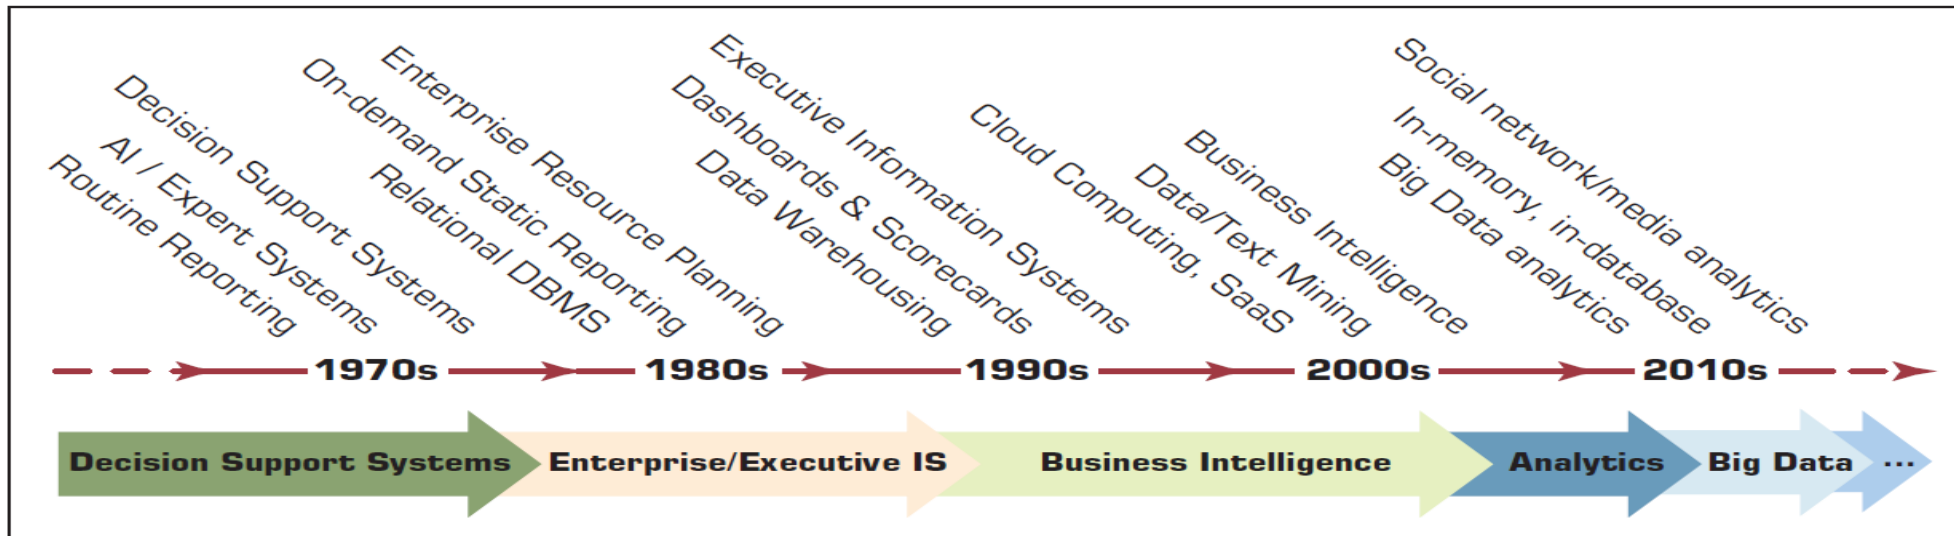 Routine Reporting
AI / Expert Systems
Decision Support Systems
Relational DBMS
On-demand Static Reporting
Enterprise Resource Planning
Data Warehousing
Dashboards & Scorecards
Executive Information Systems
Cloud Computing, SaaS
Data/Text Mining
Business Intelligence
Big Data analytics
In-memory, in-database
Social network/media analytics
1970s 1980s 1990s 2000s 2010s
Decision Support Systems Enterprise/Executive IS Business Intelligence Analytics Big Data ...